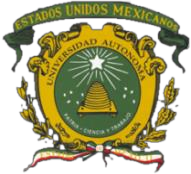 ESTADOS UNIDOS MEXICANOS
UNIVERSIDAD AUTONOMA
PATRIA • CIENCIA Y TRABAJO